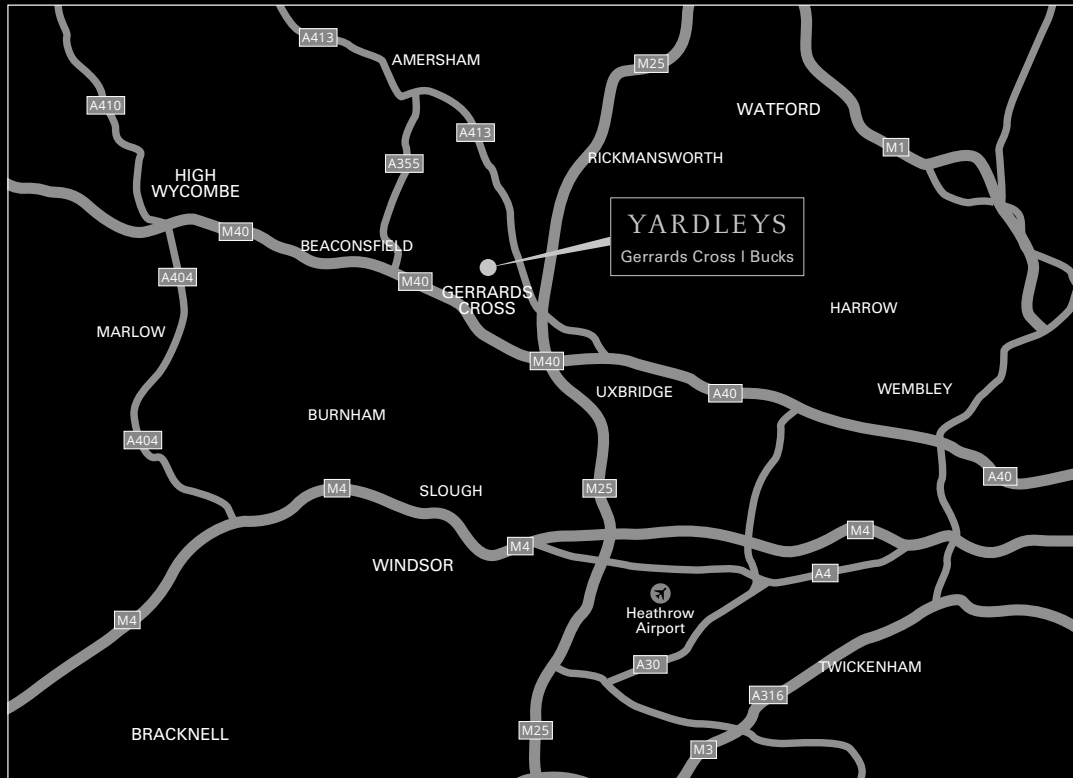 A413
AMERSHAM
M25
A410
WATFORD
A413
M1
A355
RICKMANSWORTH
HIGH
WYCOMBE
YARDLEYS
Gerrards Cross I Bucks
M40
BEACONSFIELD
A404
M40
GERRARDS
CROSS
HARROW
MARLOW
M40
UXBRIDGE
A40
WEMBLEY
BURNHAM
A404
A40
M4
SLOUGH
M25
M4
M4
WINDSOR
A4
Heathrow
Airport
M4
A30
TWICKENHAM
A316
BRACKNELL
M25
M3